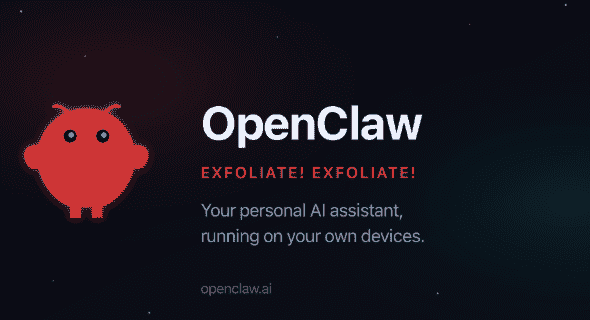 OpenClaw
EXFOLIATE! EXFOLIATE!
Your personal AI assistant,
running on your own devices.
openclaw.ai